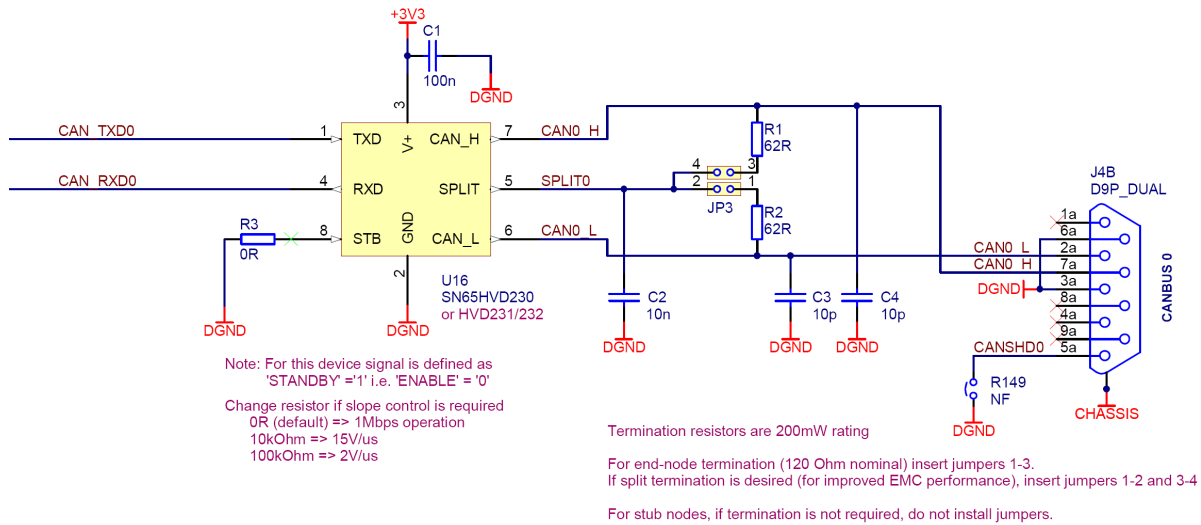 +3V3
C1
100n
DGND
3
CAN_TXD0
1
TXD
V+
CAN_H
7
CAN0_H
R1
62R
CAN_RXD0
4
RXD
SPLIT
5
SPLIT0
4
3
2
1
JP3
R3
0R
8
STB
GND
CAN_L
6
CAN0_L
R2
62R
2
DGND
DGND
U16
SN65HVD230
or HVD231/232
C2
10n
DGND
C3
10p
DGND
C4
10p
DGND
J4B
D9P_DUAL
1a
6a
CAN0_L
2a
CAN0_H
7a
DGND
3a
8a
4a
9a
CANSHD0
5a
CANBUS 0
R149
NF
DGND
CHASSIS
Note: For this device signal is defined as
'STANDBY' ='1' i.e. 'ENABLE' = '0'
Change resistor if slope control is required
0R (default) => 1Mbps operation
10kOhm => 15V/us
100kOhm => 2V/us
Termination resistors are 200mW rating
For end-node termination (120 Ohm nominal) insert jumpers 1-3.
If split termination is desired (for improved EMC performance), insert jumpers 1-2 and 3-4
For stub nodes, if termination is not required, do not install jumpers.